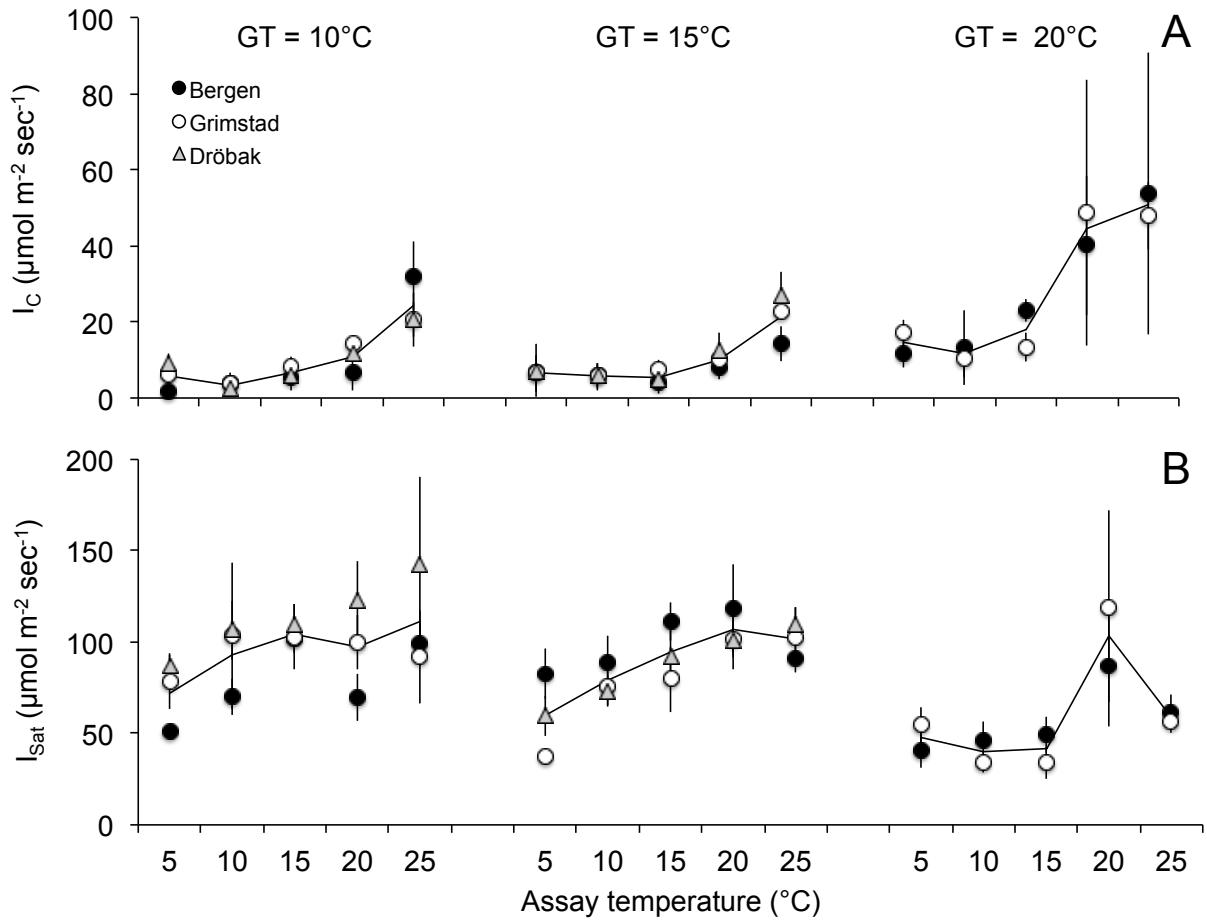 100
80
60
40
20
0
I_C (µmol m⁻² sec⁻¹)
GT = 10°C
GT = 15°C
GT = 20°C
A
Bergen
Grimstad
Dröbak
200
150
100
50
0
I_Sat (µmol m⁻² sec⁻¹)
B
5 10 15 20 25 5 10 15 20 25 5 10 15 20 25
Assay temperature (°C)